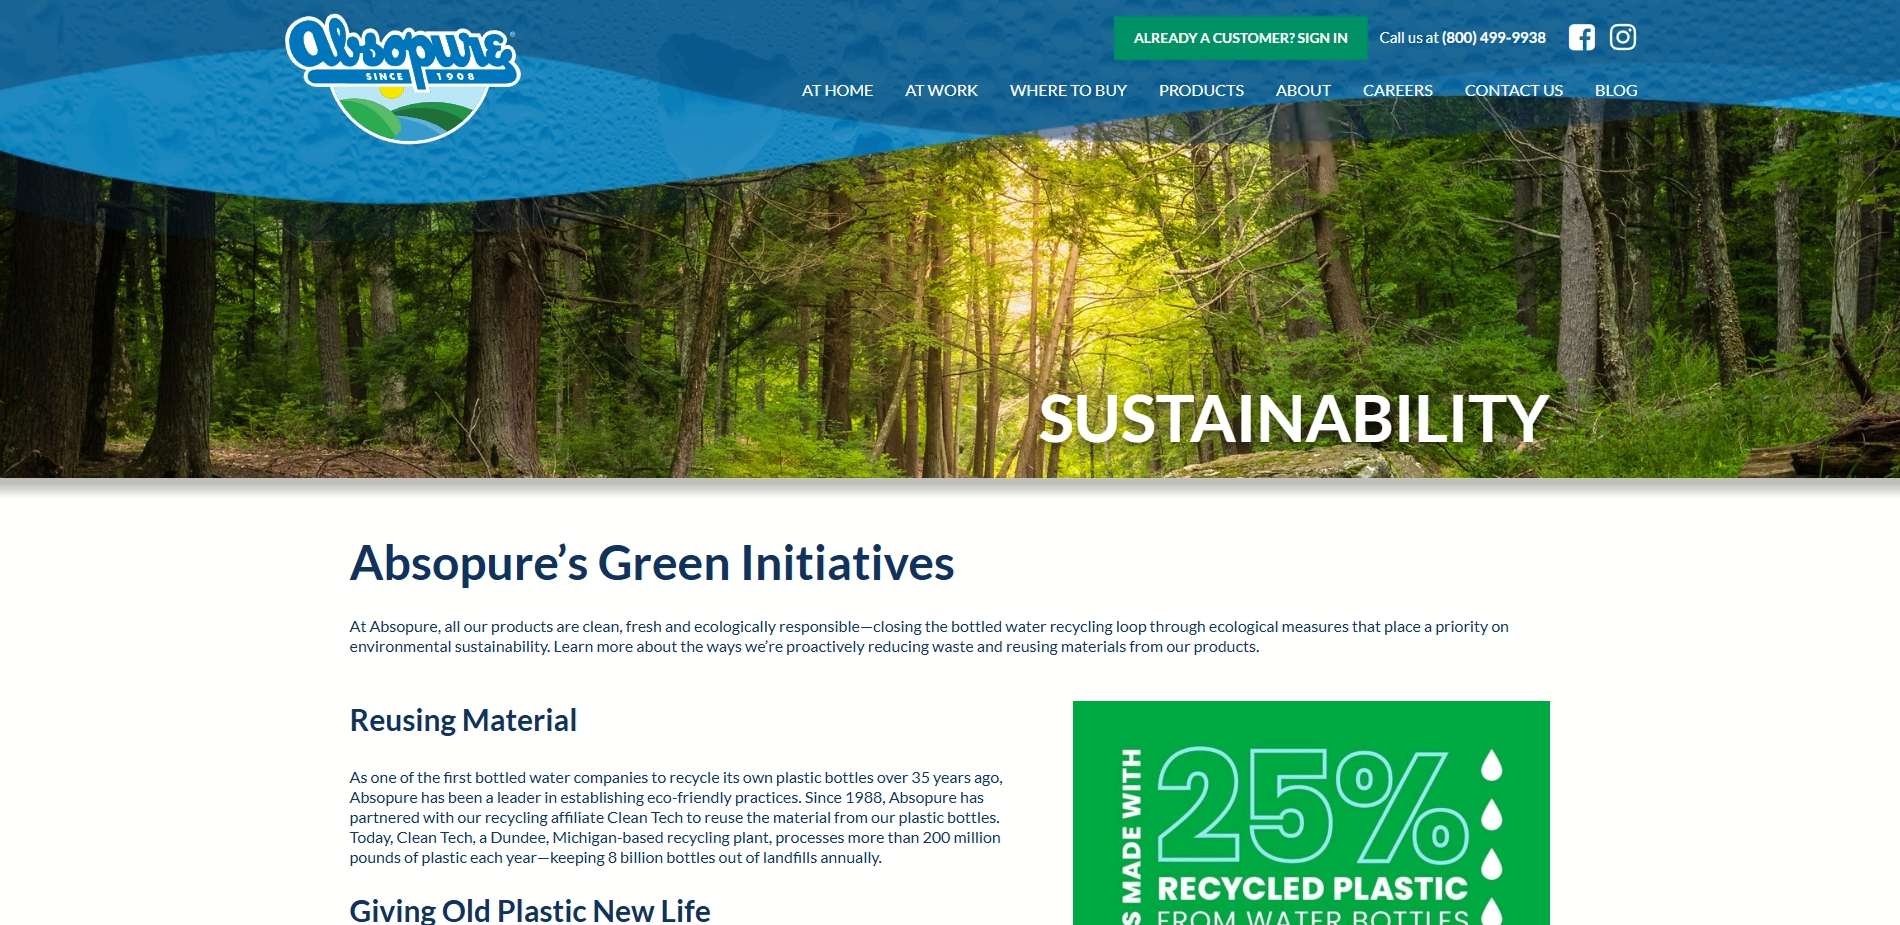 Absopure
SINCE 1908
ALREADY A CUSTOMER? SIGN IN
Call us at (800) 499-9938
AT HOME
AT WORK
WHERE TO BUY
PRODUCTS
ABOUT
CAREERS
CONTACT US
BLOG
SUSTAINABILITY
Absopure’s Green Initiatives
At Absopure, all our products are clean, fresh and ecologically responsible—closing the bottled water recycling loop through ecological measures that place a priority on
environmental sustainability. Learn more about the ways we’re proactively reducing waste and reusing materials from our products.
Reusing Material
As one of the first bottled water companies to recycle its own plastic bottles over 35 years ago,
Absopure has been a leader in establishing eco-friendly practices. Since 1988, Absopure has
partnered with our recycling affiliate Clean Tech to reuse the material from our plastic bottles.
Today, Clean Tech, a Dundee, Michigan-based recycling plant, processes more than 200 million
pounds of plastic each year—keeping 8 billion bottles out of landfills annually.
Giving Old Plastic New Life
MADE WITH
25%
RECYCLED PLASTIC
FROM WATER BOTTLES